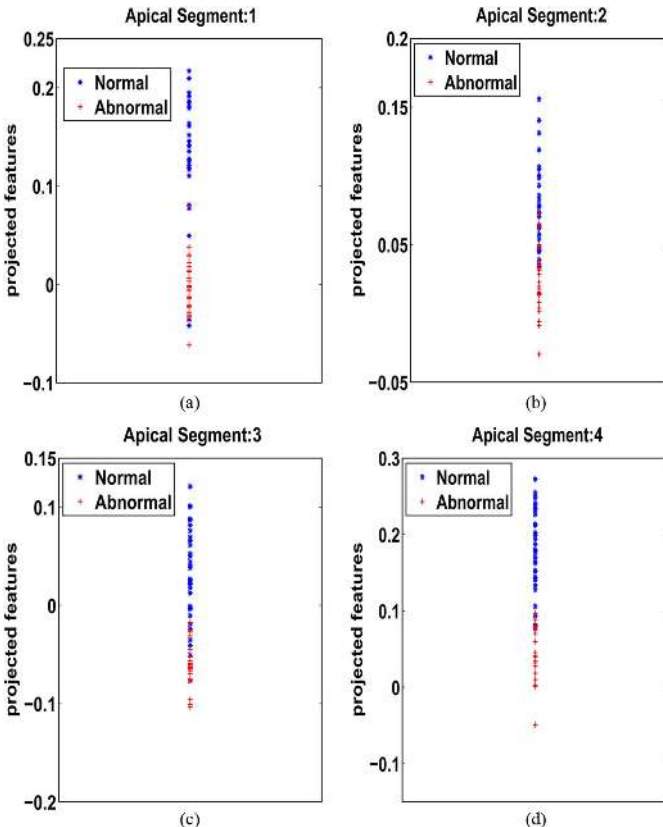 Apical Segment:1
0.25
0.2
0.1
0
−0.1
projected features
Normal
Abnormal
(a)
Apical Segment:2
0.2
0.15
0.05
−0.05
projected features
Normal
Abnormal
(b)
Apical Segment:3
0.15
0.1
0
−0.1
−0.2
projected features
Normal
Abnormal
(c)
Apical Segment:4
0.3
0.2
0.1
0
−0.1
projected features
Normal
Abnormal
(d)